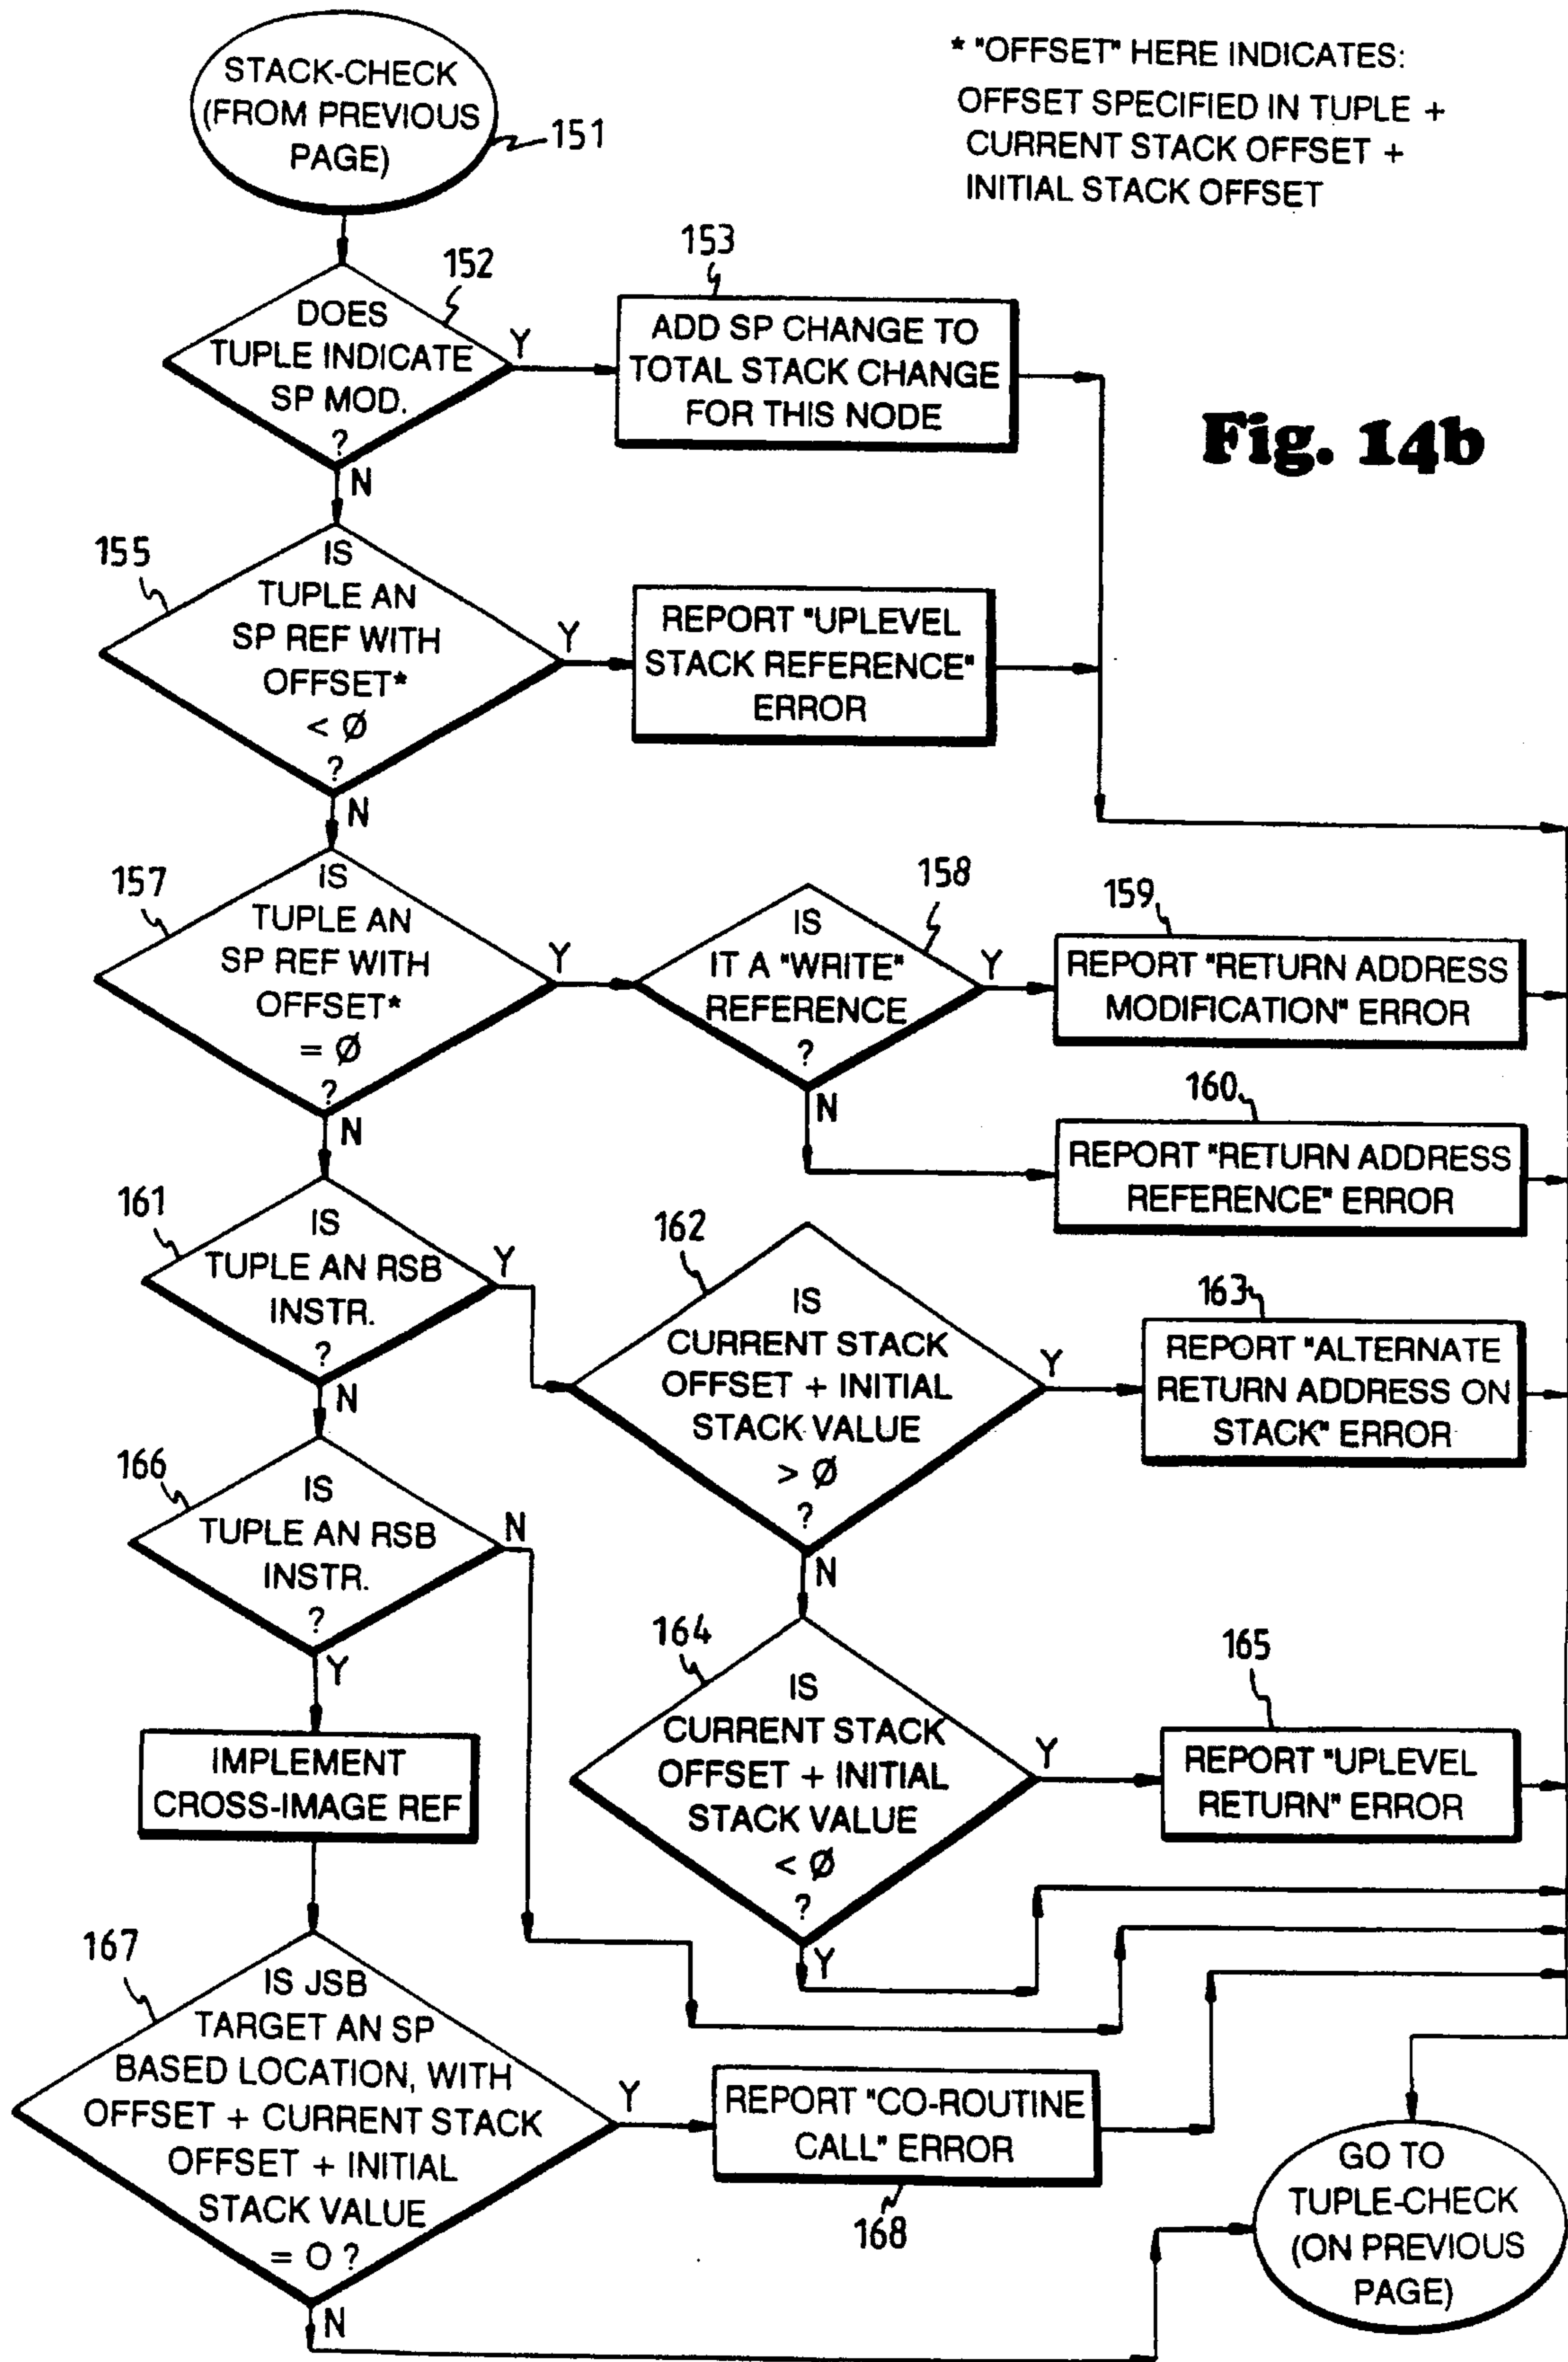 STACK-CHECK
(FROM PREVIOUS
PAGE)
151
* "OFFSET" HERE INDICATES:
OFFSET SPECIFIED IN TUPLE +
CURRENT STACK OFFSET +
INITIAL STACK OFFSET
152
DOES
TUPLE INDICATE
SP MOD.
?
Y
N
153
ADD SP CHANGE TO
TOTAL STACK CHANGE
FOR THIS NODE
Fig. 14b
155
IS
TUPLE AN
SP REF WITH
OFFSET*
< Ø
?
Y
N
REPORT "UPLEVEL
STACK REFERENCE"
ERROR
157
IS
TUPLE AN
SP REF WITH
OFFSET*
= Ø
?
Y
N
158
IS
IT A "WRITE"
REFERENCE
?
Y
N
159
REPORT "RETURN ADDRESS
MODIFICATION" ERROR
160
REPORT "RETURN ADDRESS
REFERENCE" ERROR
161
IS
TUPLE AN RSB
INSTR.
?
Y
N
162
IS
CURRENT STACK
OFFSET + INITIAL
STACK VALUE
> Ø
?
Y
N
163
REPORT "ALTERNATE
RETURN ADDRESS ON
STACK" ERROR
166
IS
TUPLE AN RSB
INSTR.
?
N
Y
164
IS
CURRENT STACK
OFFSET + INITIAL
STACK VALUE
< Ø
?
Y
Y
165
REPORT "UPLEVEL
RETURN" ERROR
IMPLEMENT
CROSS-IMAGE REF
167
IS JSB
TARGET AN SP
BASED LOCATION, WITH
OFFSET + CURRENT STACK
OFFSET + INITIAL
STACK VALUE
= O ?
Y
N
REPORT "CO-ROUTINE
CALL" ERROR
168
GO TO
TUPLE-CHECK
(ON PREVIOUS
PAGE)